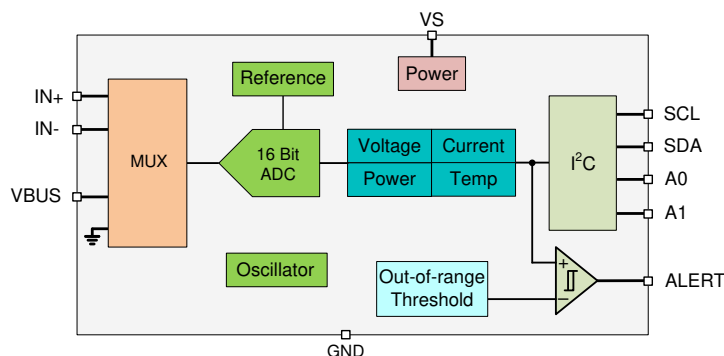 VS
Reference
Power
IN+
IN-
MUX
16 Bit
ADC
Voltage
Current
Power
Temp
I²C
SCL
SDA
A0
A1
VBUS
Oscillator
Out-of-range
Threshold
+
−
ALERT
GND